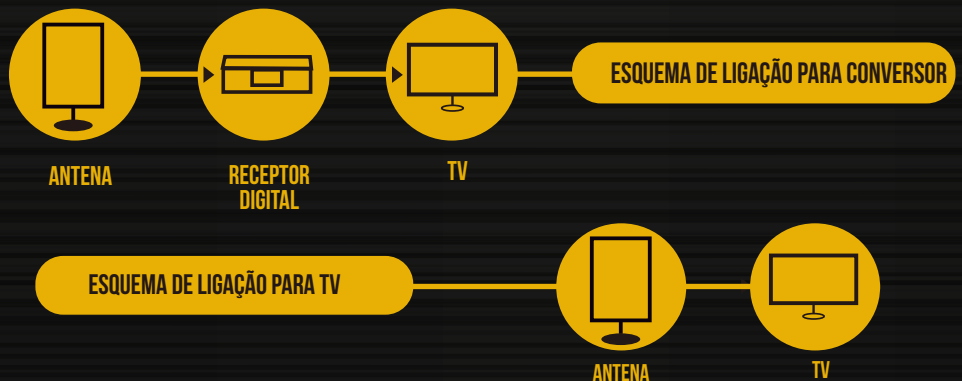 ESQUEMA DE LIGAÇÃO PARA CONVERSOR
ANTENA
RECEPTOR
DIGITAL
TV
ESQUEMA DE LIGAÇÃO PARA TV
ANTENA
TV